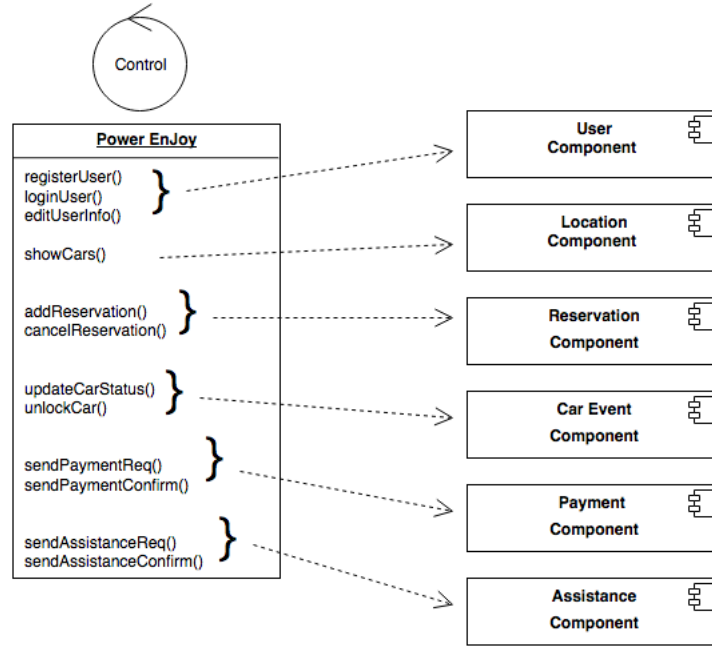 Control
Power EnJoy
registerUser()
loginUser()
editUserInfo()
showCars()
addReservation()
cancelReservation()
updateCarStatus()
unlockCar()
sendPaymentReq()
sendPaymentConfirm()
sendAssistanceReq()
sendAssistanceConfirm()
User
Component
Location
Component
Reservation
Component
Car Event
Component
Payment
Component
Assistance
Component